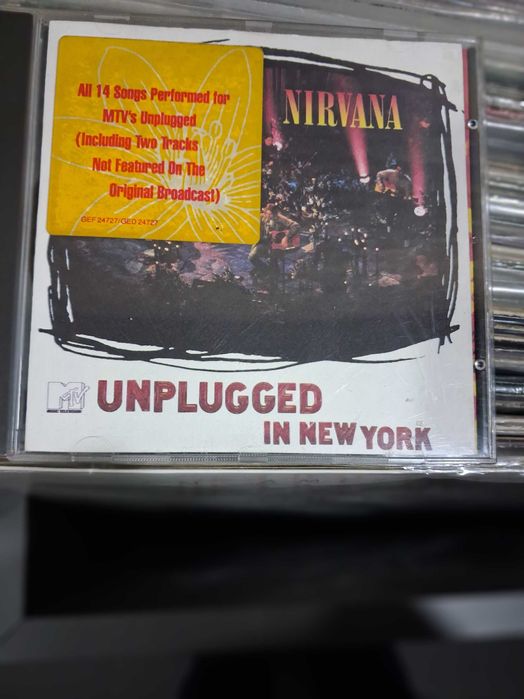 All 14 Songs Performed for
MTV's Unplugged
(Including Two Tracks
Not Featured On The
Original Broadcast)
GEF 24727/GED 24727
NIRVANA
MTV
UNPLUGGED
IN NEW YORK